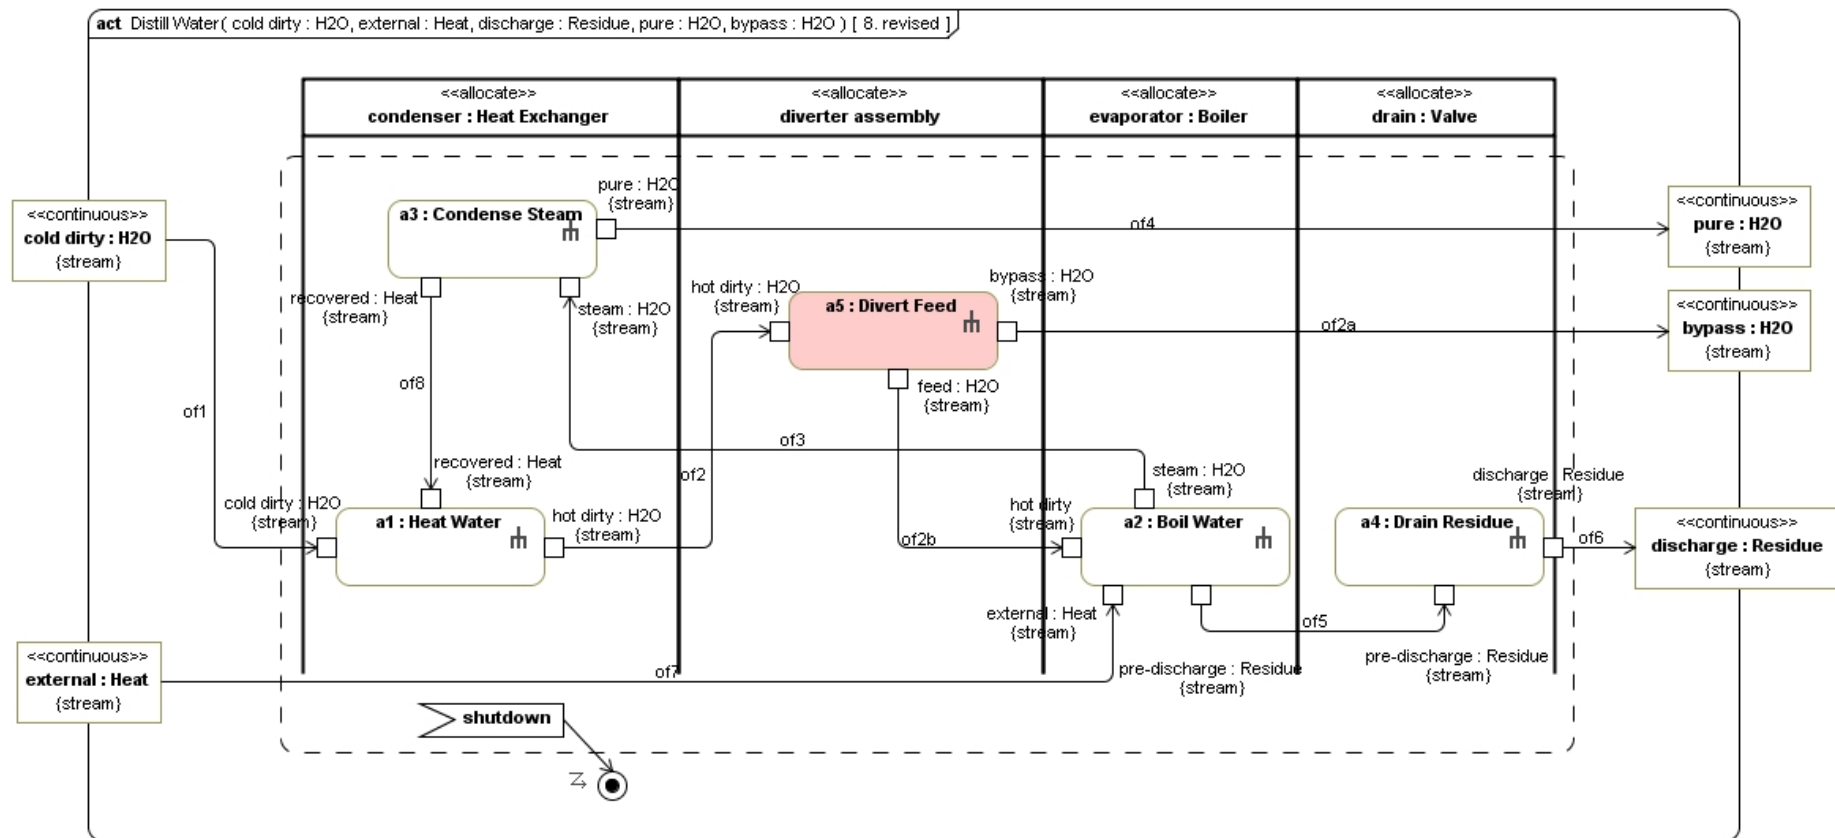 act Distill Water( cold dirty : H2O, external : Heat, discharge : Residue, pure : H2O, bypass : H2O ) [ 8. revised ]
<<allocate>>
condenser : Heat Exchanger
<<allocate>>
diverter assembly
<<allocate>>
evaporator : Boiler
<<allocate>>
drain : Valve
<<continuous>>
cold dirty : H2O
{stream}
a3 : Condense Steam
pure : H2O
{stream}
of4
<<continuous>>
pure : H2O
{stream}
recovered : Heat
{stream}
steam : H2O
{stream}
hot dirty : H2O
{stream}
a5 : Divert Feed
bypass : H2O
{stream}
of2a
<<continuous>>
bypass : H2O
{stream}
feed : H2O
{stream}
of8
of1
of3
recovered : Heat
{stream}
of2
steam : H2O
{stream}
discharge : Residue
{stream}
cold dirty : H2O
{stream}
a1 : Heat Water
hot dirty : H2O
{stream}
of2b
hot dirty
{stream}
a2 : Boil Water
a4 : Drain Residue
of6
<<continuous>>
discharge : Residue
{stream}
external : Heat
{stream}
of5
<<continuous>>
external : Heat
{stream}
of7
pre-discharge : Residue
{stream}
pre-discharge : Residue
{stream}
shutdown